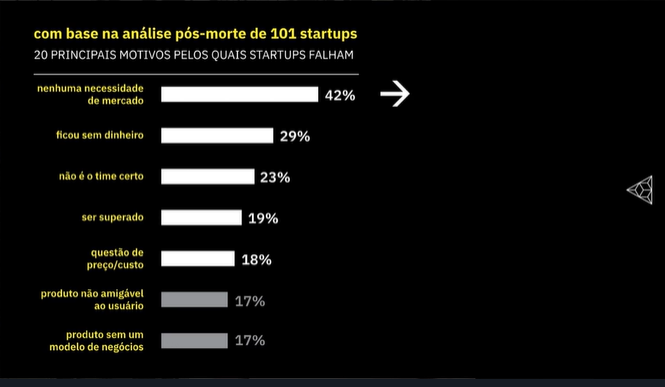 com base na análise pós-morte de 101 startups
20 PRINCIPAIS MOTIVOS PELOS QUAIS STARTUPS FALHAM
nenhuma necessidade
de mercado
42%
ficou sem dinheiro
29%
não é o time certo
23%
ser superado
19%
questão de
preço/custo
18%
produto não amigável
ao usuário
17%
produto sem um
modelo de negócios
17%